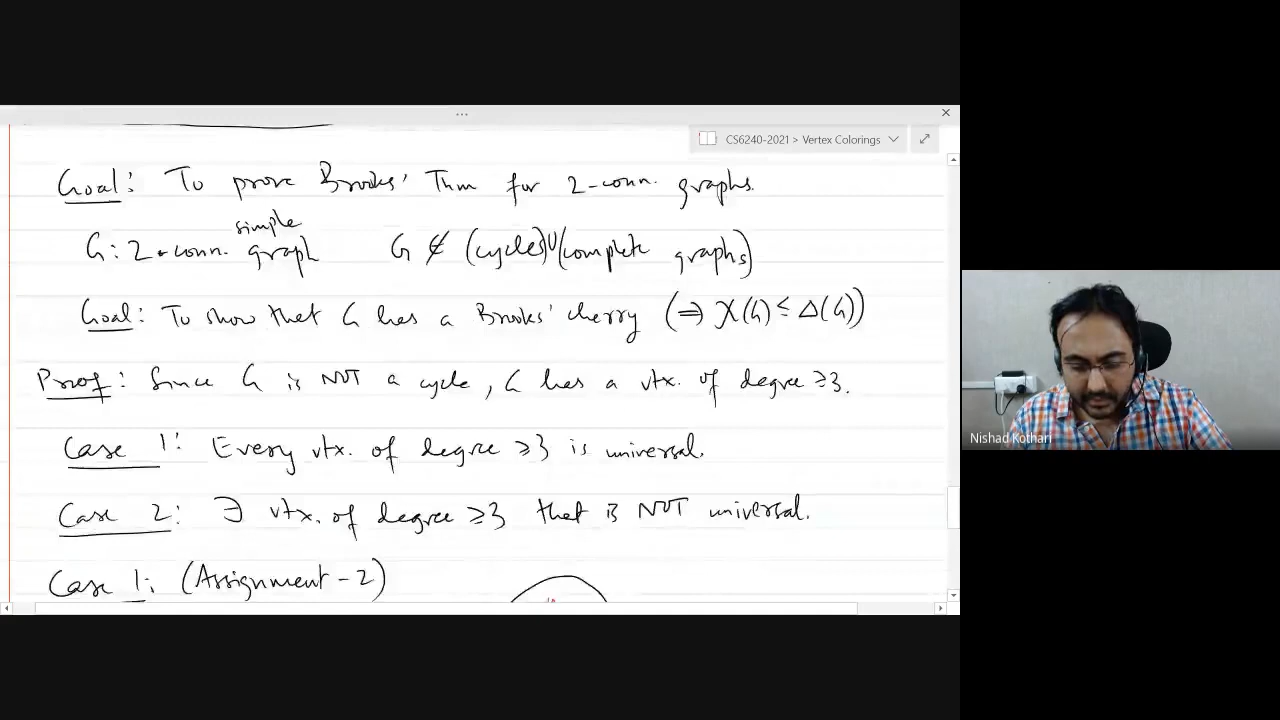 CS6240-2021 > Vertex Colorings
Goal: To prove Brooks' Thm for 2-conn. graphs.
simple
G: 2-conn. graph G ∉ (cycles)∪(complete graphs)
Goal: To show that G has a Brooks' cherry (⇒ χ(G) ≤ Δ(G))
Proof: Since G is NOT a cycle, G has a vtx. of degree ≥3.
Case 1: Every vtx. of degree ≥3 is universal.
Case 2: ∃ vtx. of degree ≥3 that is NOT universal.
Case 1: (Assignment-2)
Nishad Kothari